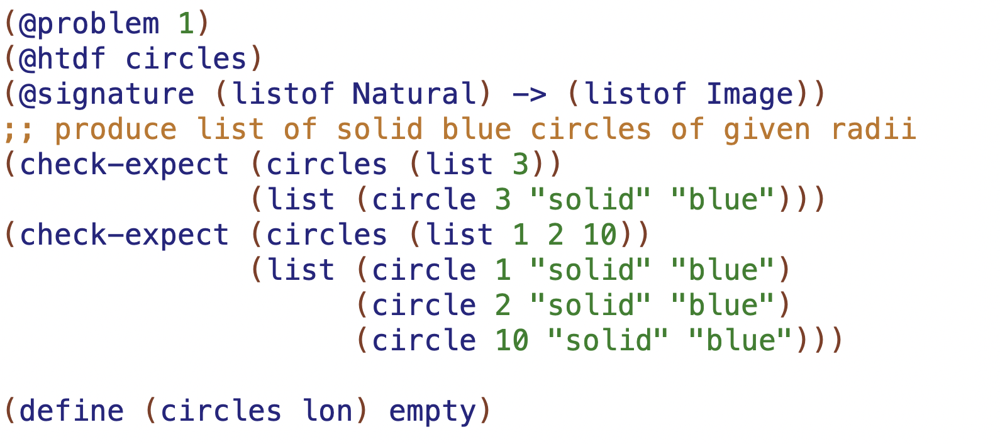 (@problem 1)
(@htdf circles)
(@signature (listof Natural) -> (listof Image))
;; produce list of solid blue circles of given radii
(check-expect (circles (list 3))
              (list (circle 3 "solid" "blue")))
(check-expect (circles (list 1 2 10))
              (list (circle 1 "solid" "blue")
                    (circle 2 "solid" "blue")
                    (circle 10 "solid" "blue")))

(define (circles lon) empty)